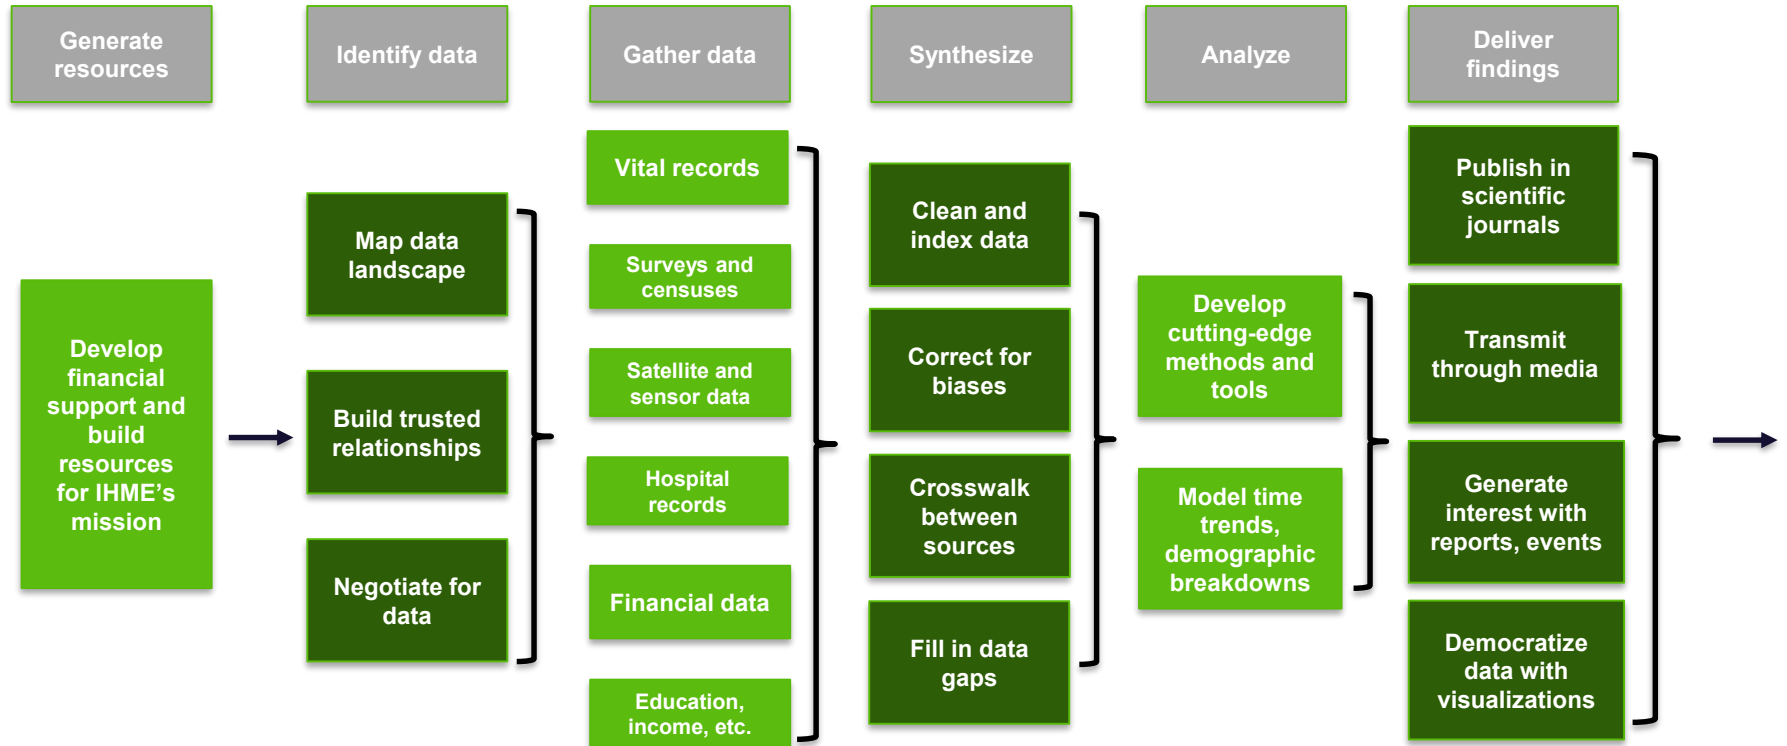 Generate
resources
Identify data
Gather data
Synthesize
Analyze
Deliver
findings
Develop
financial
support and
build
resources
for IHME’s
mission
Map data
landscape
Build trusted
relationships
Negotiate for
data
Vital records
Surveys and
censuses
Satellite and
sensor data
Hospital
records
Financial data
Education,
income, etc.
Clean and
index data
Correct for
biases
Crosswalk
between
sources
Fill in data
gaps
Develop
cutting-edge
methods and
tools
Model time
trends,
demographic
breakdowns
Publish in
scientific
journals
Transmit
through media
Generate
interest with
reports, events
Democratize
data with
visualizations